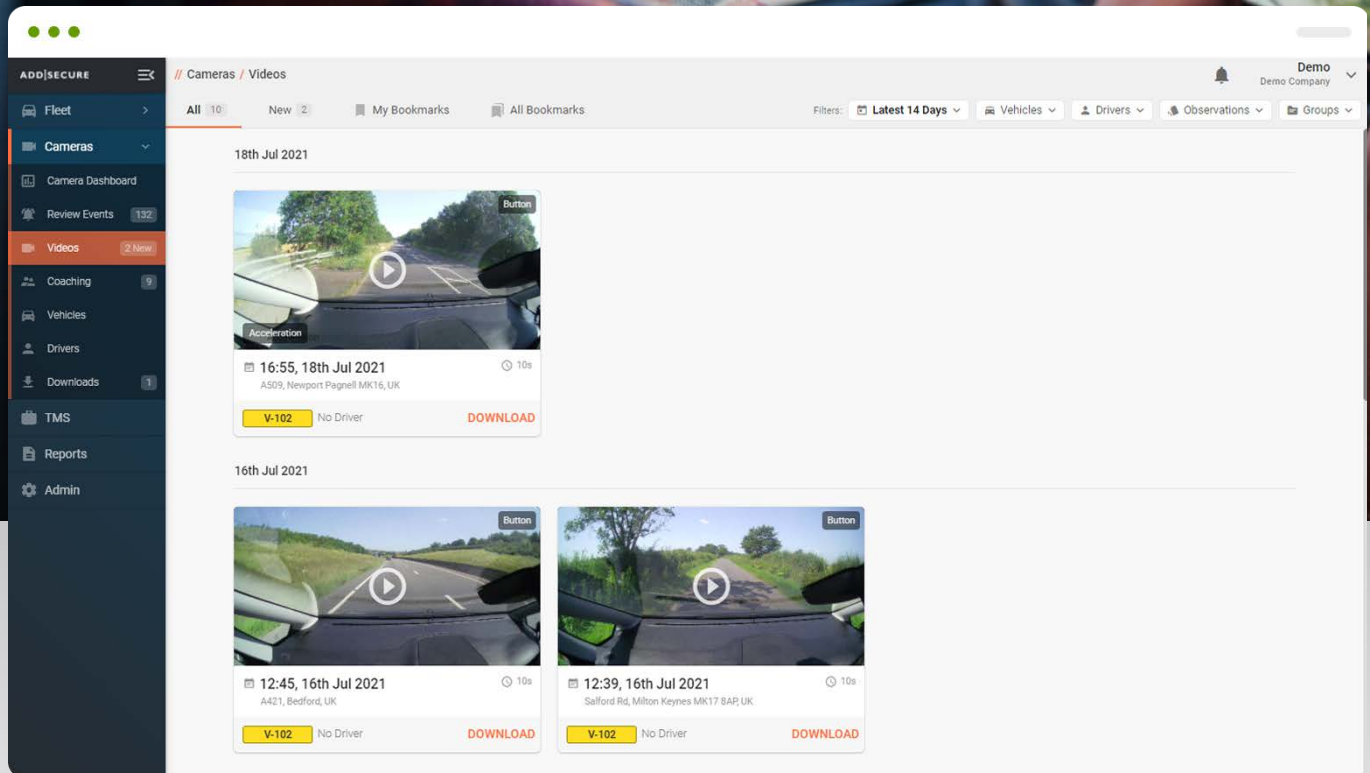 ADD|SECURE
// Cameras / Videos
Demo
Demo Company
Fleet
Cameras
Camera Dashboard
Review Events 132
Videos 2 New
Coaching 9
Vehicles
Drivers
Downloads 1
TMS
Reports
Admin
All 10 New 2 My Bookmarks All Bookmarks
Filters: Latest 14 Days Vehicles Drivers Observations Groups
18th Jul 2021
Button
Acceleration
16:55, 18th Jul 2021 10s
A509, Newport Pagnell MK16, UK
V-102 No Driver DOWNLOAD
16th Jul 2021
Button
12:45, 16th Jul 2021 10s
A421, Bedford, UK
V-102 No Driver DOWNLOAD
Button
12:39, 16th Jul 2021 10s
Salford Rd, Milton Keynes MK17 8AP, UK
V-102 No Driver DOWNLOAD